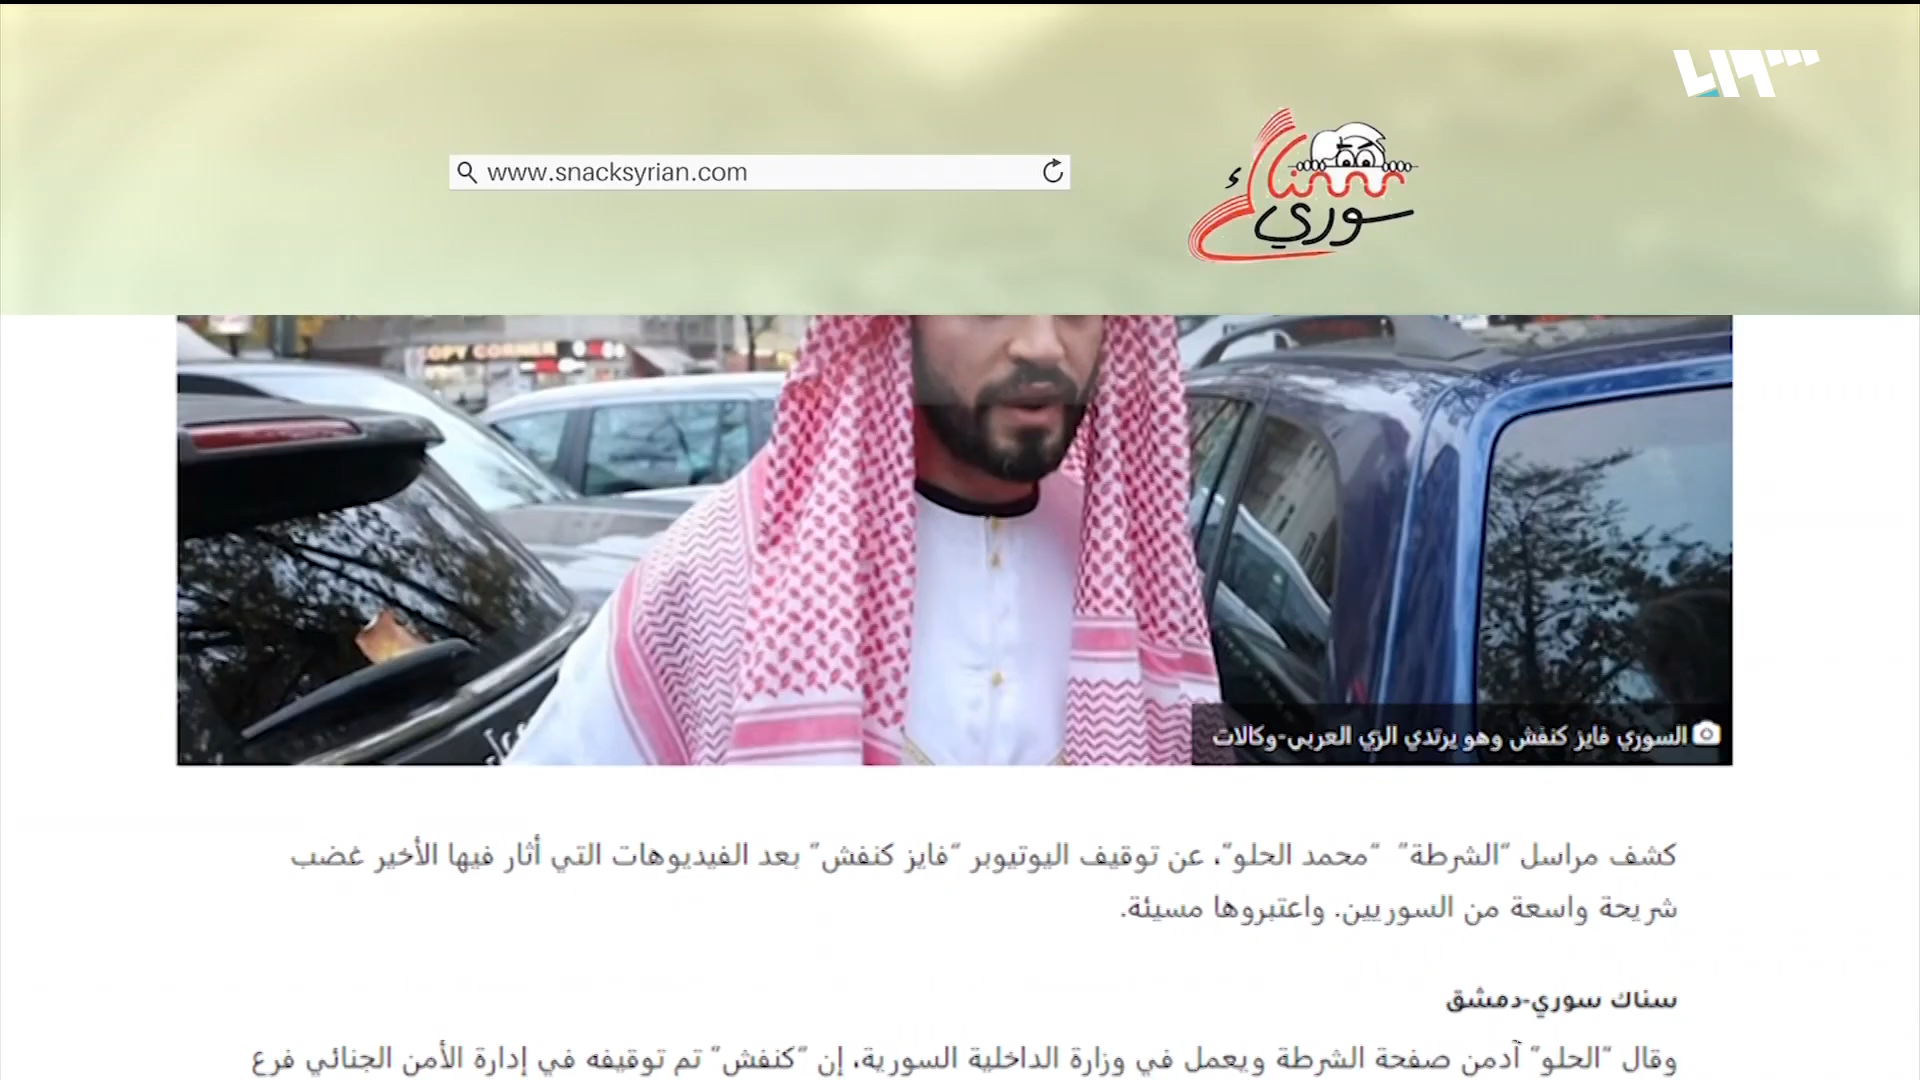 سوريا
www.snacksyrian.com
سناك
سوري
COPY CORNER
السوري فايز كنفش وهو يرتدي الزي العربي-وكالات
كشف مراسل “الشرطة” “محمد الحلو”، عن توقيف اليوتيوبر “فايز كنفش” بعد الفيديوهات التي أثار فيها الأخير غضب
شريحة واسعة من السوريين. واعتبروها مسيئة.
سناك سوري-دمشق
وقال “الحلو” آدمن صفحة الشرطة ويعمل في وزارة الداخلية السورية، إن “كنفش” تم توقيفه في إدارة الأمن الجنائي فرع